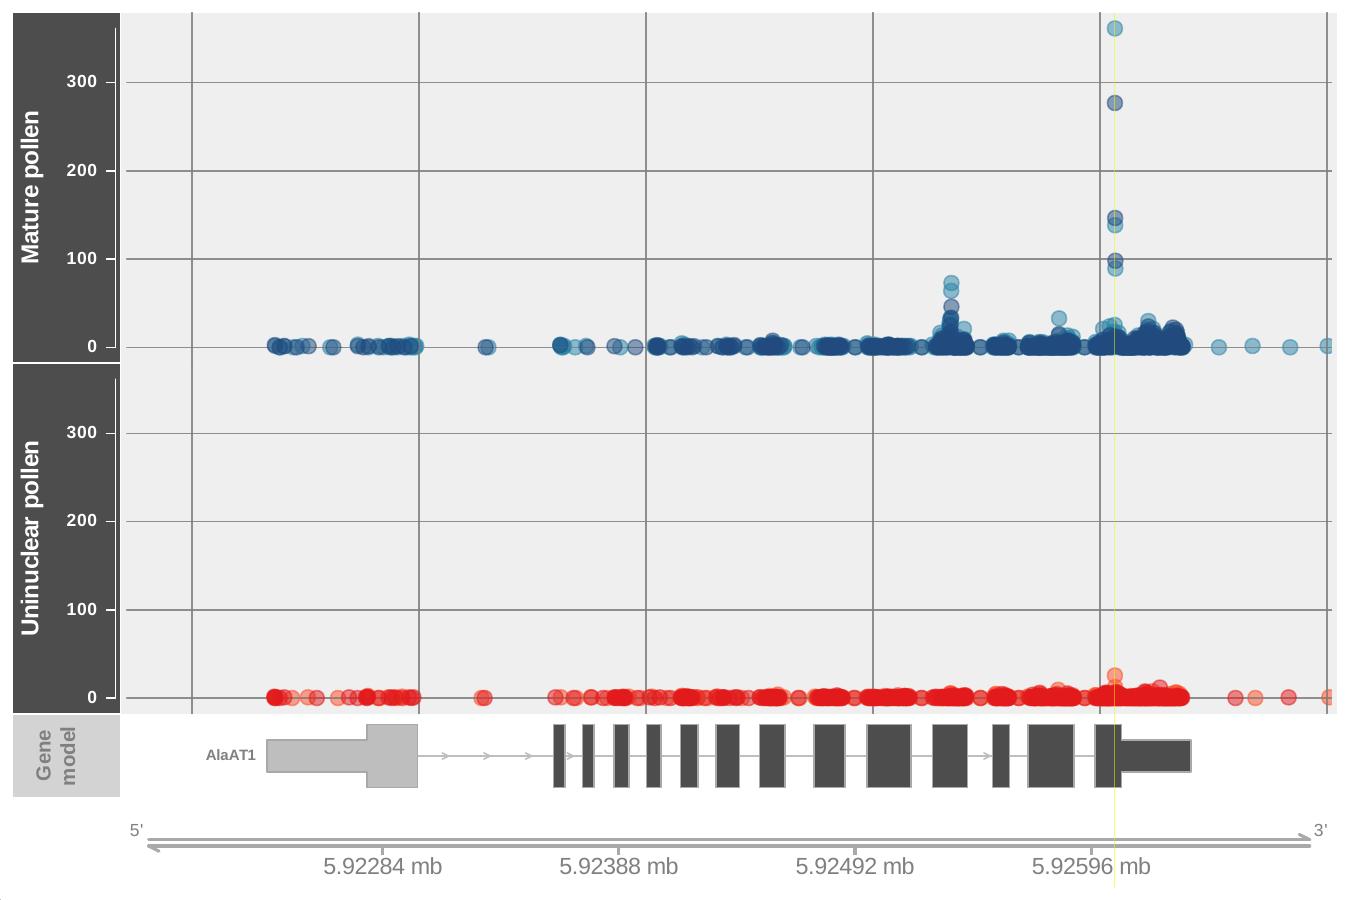 Mature pollen
300
200
100
0
Uninuclear pollen
300
200
100
0
Gene
model
AlaAT1
5'
3'
5.92284 mb
5.92388 mb
5.92492 mb
5.92596 mb